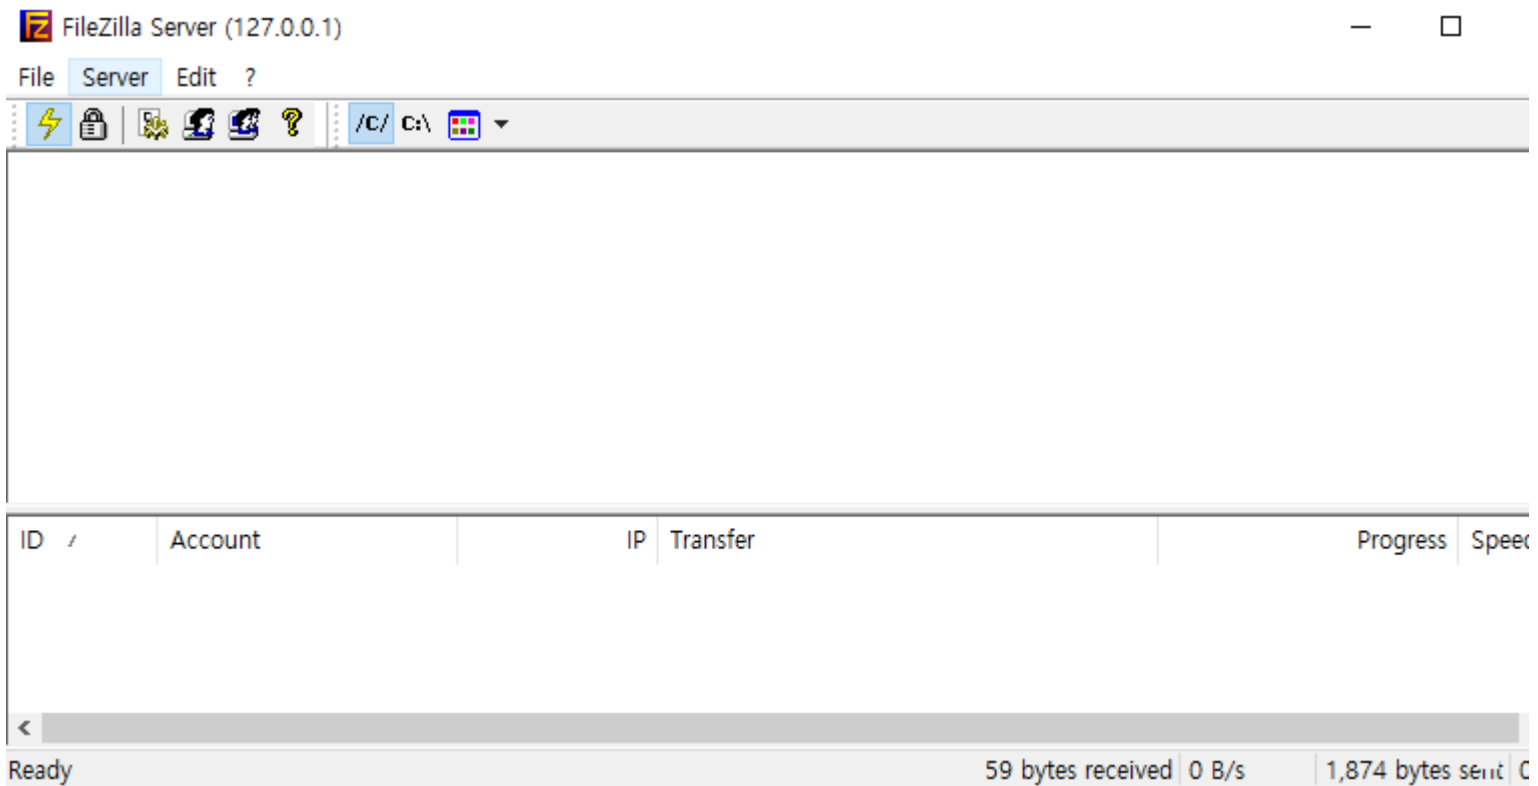 FileZilla Server (127.0.0.1)
File Server Edit ?
/C/ C:\
ID Account IP Transfer Progress
Ready 59 bytes received 0 B/s 1,874 bytes sent